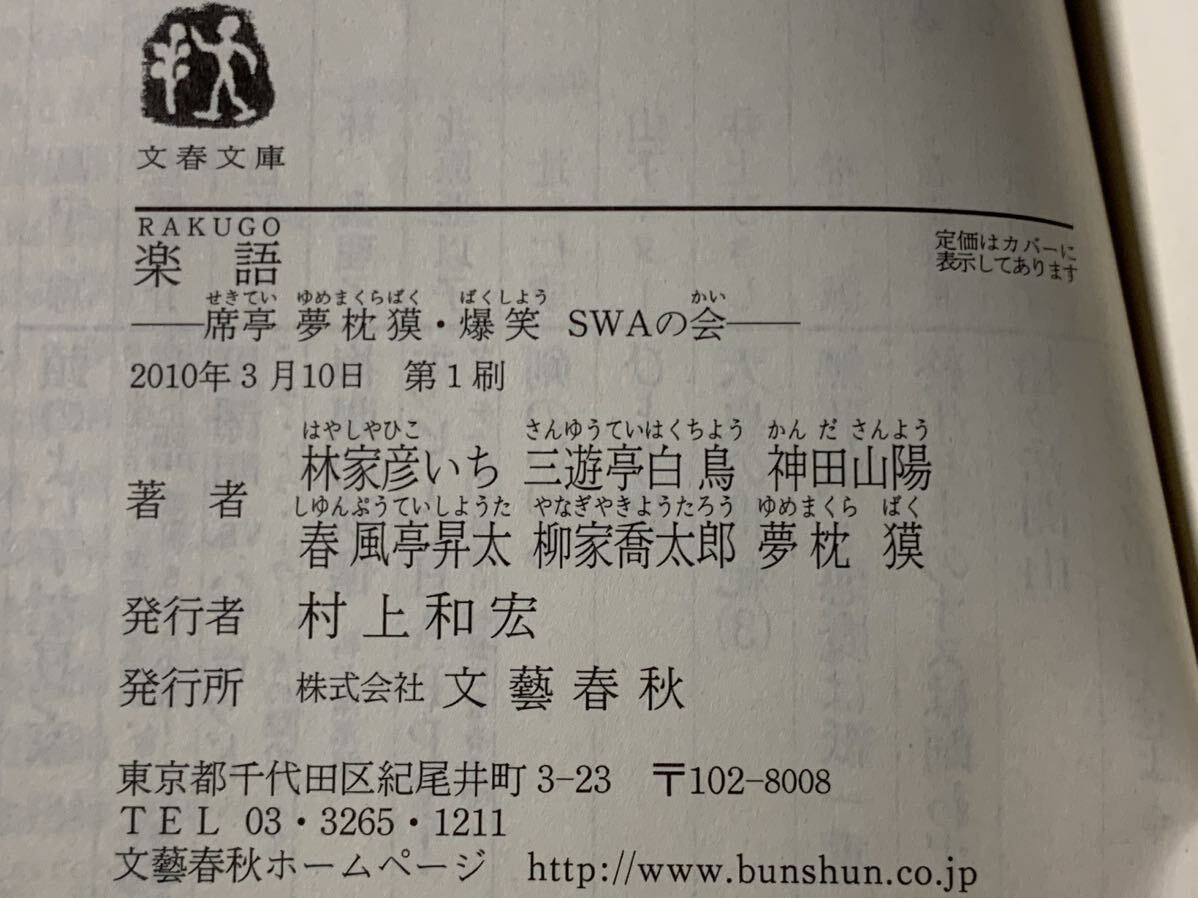 文春文庫
RAKUGO
楽語
定価はカバーに
表示してあります
せきてい ゆめまくらばく ばくしよう かい
――席亭 夢枕獏・爆笑 SWAの会――
2010年3月10日 第1刷
はやしやひこ さんゆうていはくちよう かんださんよう
著者 林家彦いち 三遊亭白鳥 神田山陽
しゆんぷうていしようた やなぎやきようたろう ゆめまくら ばく
春風亭昇太 柳家喬太郎 夢枕 獏
発行者 村上和宏
発行所 株式会社 文藝春秋
東京都千代田区紀尾井町3-23 〒102-8008
TEL 03・3265・1211
文藝春秋ホームページ http://www.bunshun.co.jp